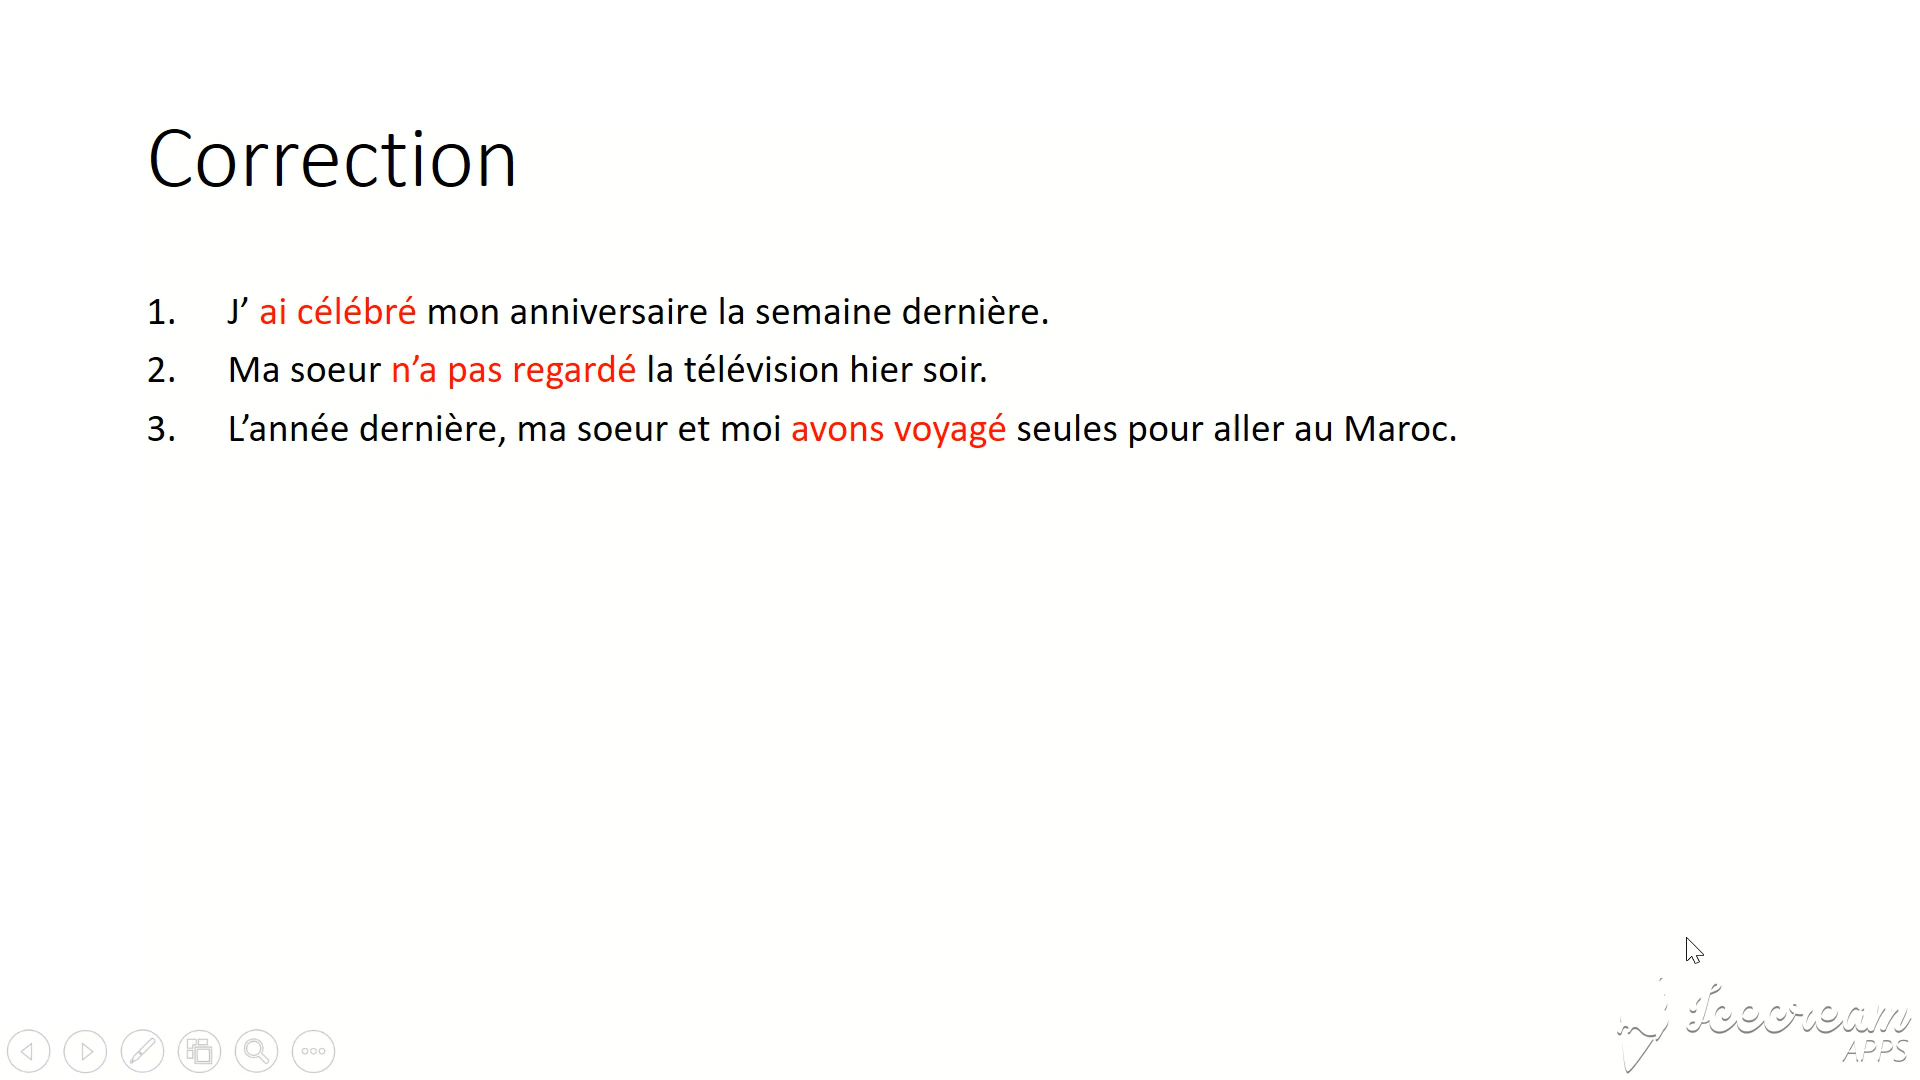 Correction
1. J’ ai célébré mon anniversaire la semaine dernière.
2. Ma soeur n’a pas regardé la télévision hier soir.
3. L’année dernière, ma soeur et moi avons voyagé seules pour aller au Maroc.
Icecream
APPS